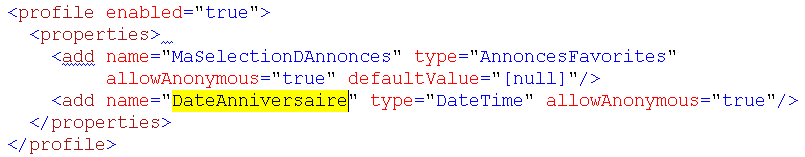 <profile enabled="true">
<properties>
<add name="MaSelectionDAnnonces" type="AnnoncesFavorites"
allowAnonymous="true" defaultValue="[null]"/>
<add name="DateAnniversaire" type="DateTime" allowAnonymous="true"/>
</properties>
</profile>